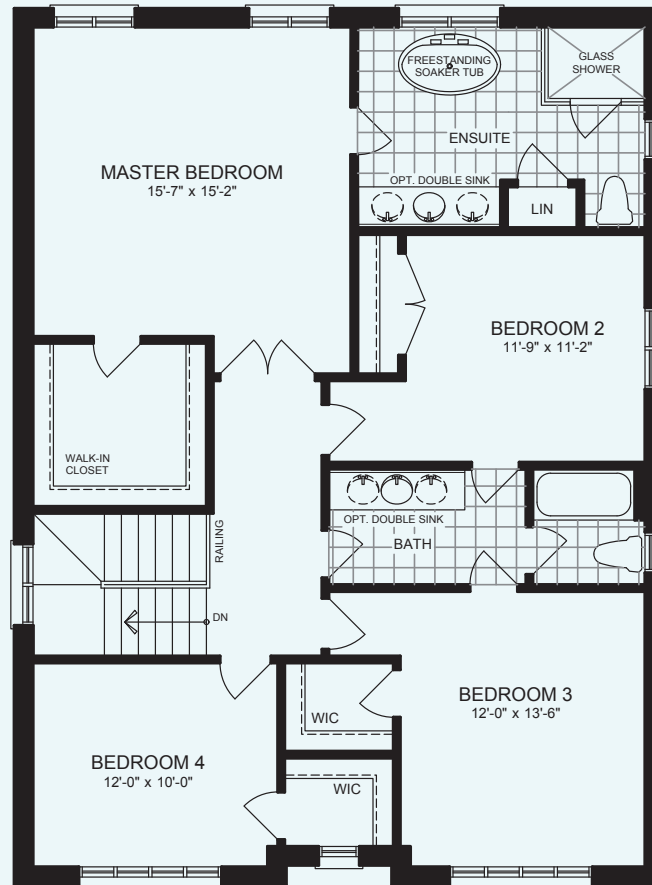 FREESTANDING
SOAKER TUB
GLASS
SHOWER
ENSUITE
MASTER BEDROOM
15'-7" x 15'-2"
OPT. DOUBLE SINK
LIN
BEDROOM 2
11'-9" x 11'-2"
WALK-IN
CLOSET
RAILING
OPT. DOUBLE SINK
BATH
DN
BEDROOM 3
12'-0" x 13'-6"
WIC
BEDROOM 4
12'-0" x 10'-0"
WIC